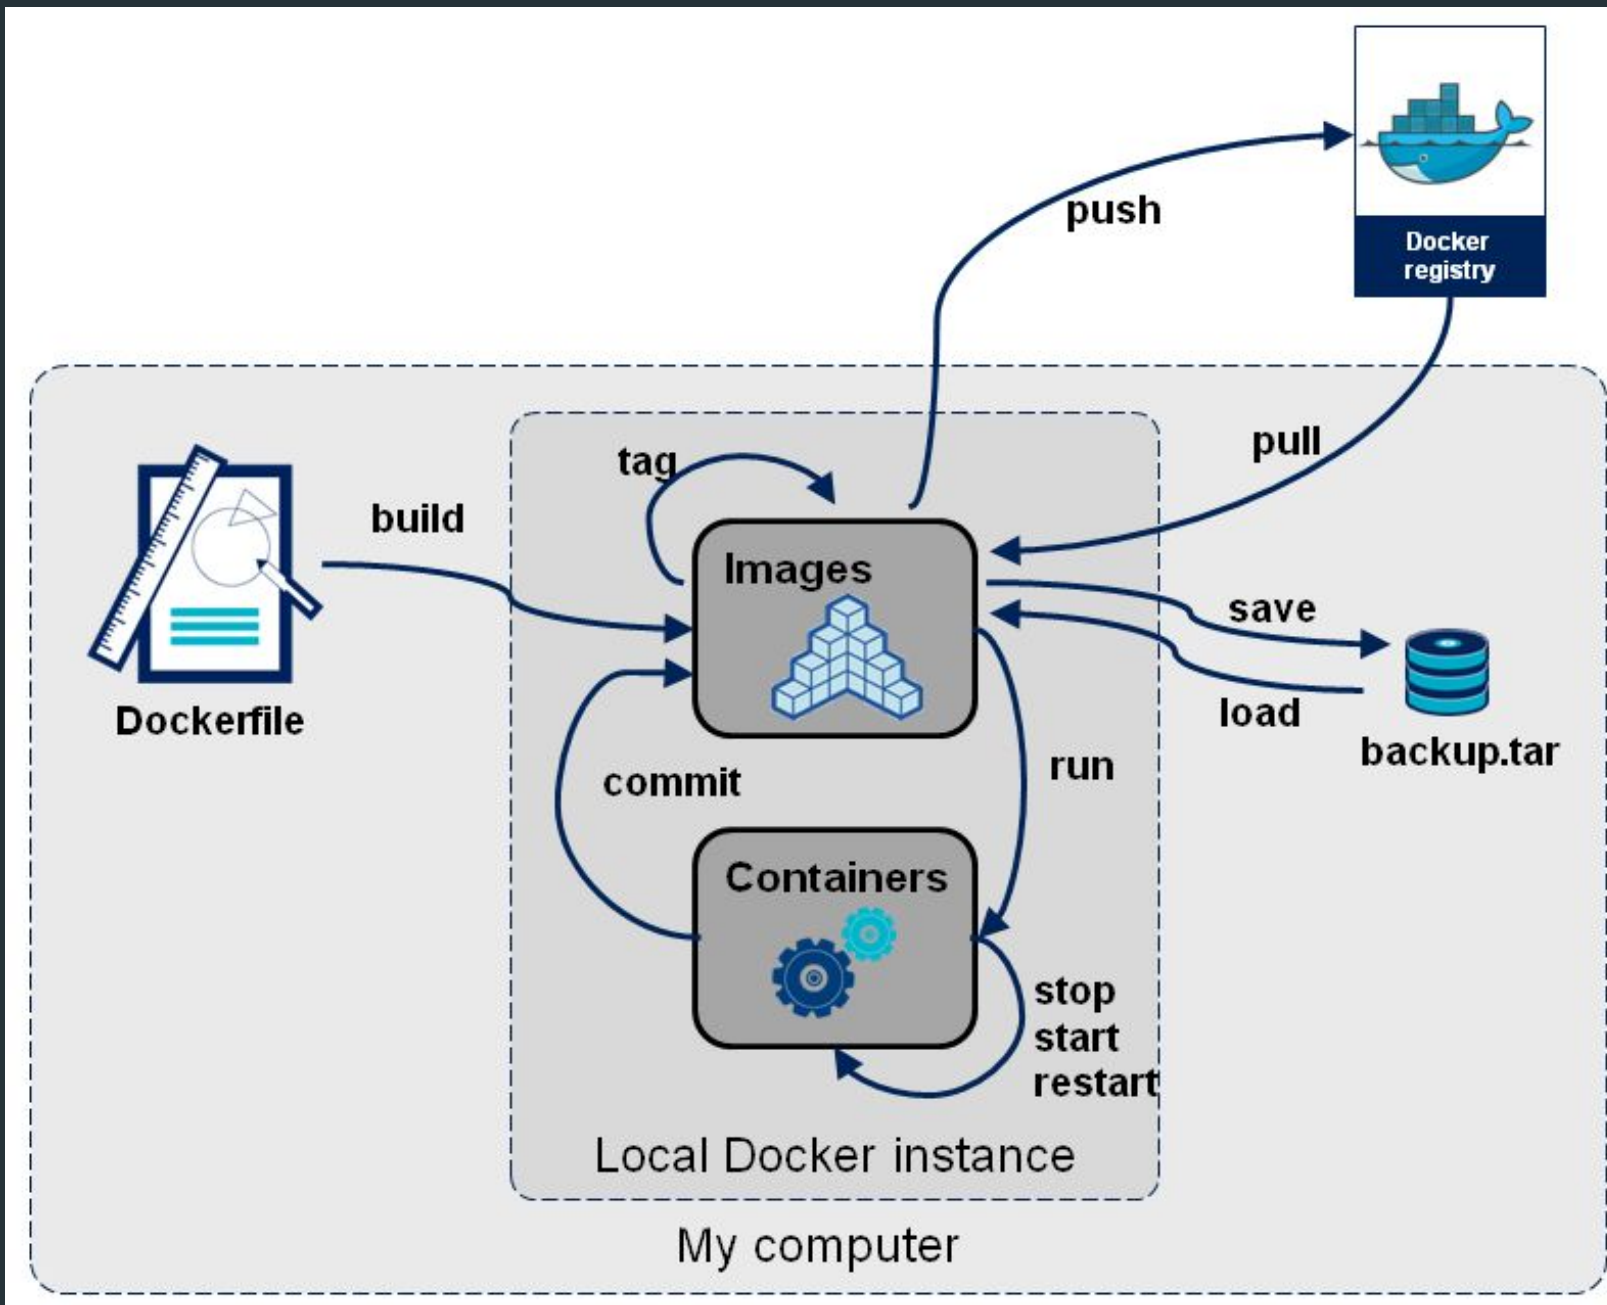 Docker
registry
push
pull
tag
build
Images
save
load
Dockerfile
backup.tar
commit
run
Containers
stop
start
restart
Local Docker instance
My computer